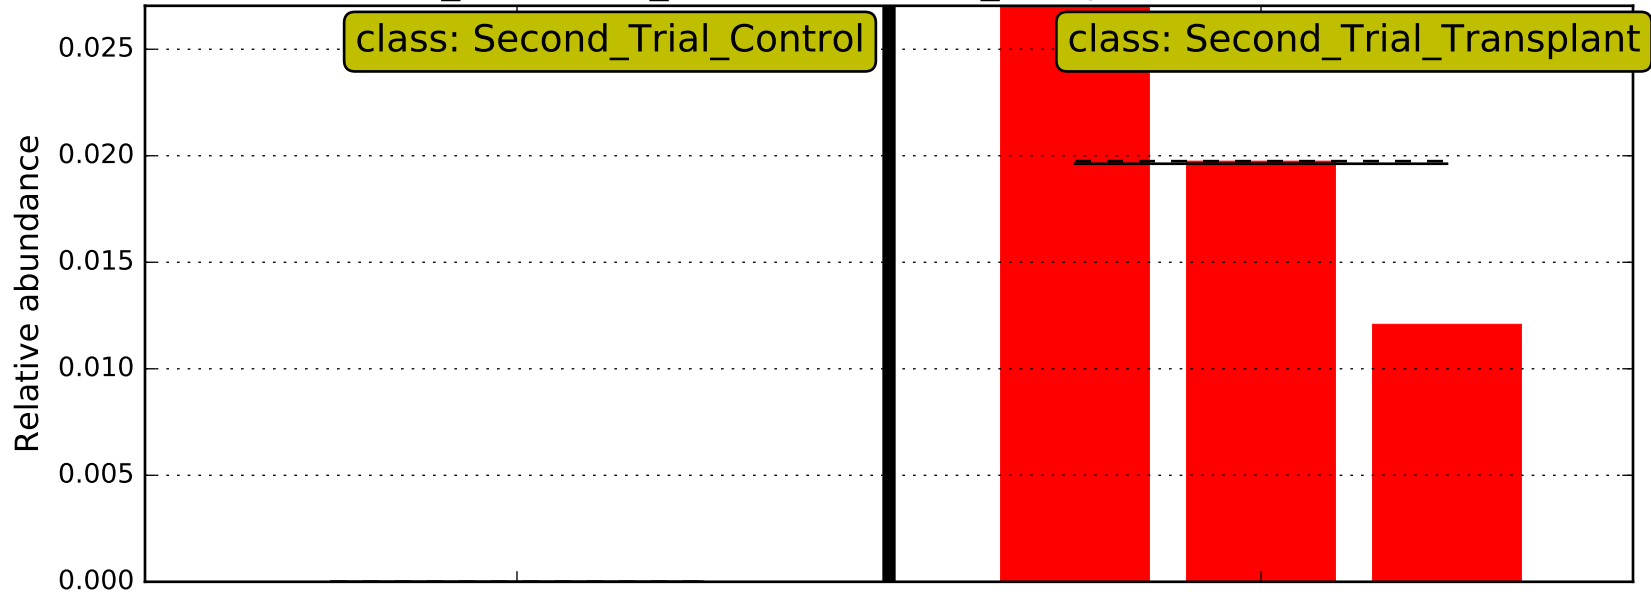 class: Second_Trial_Control
class: Second_Trial_Transplant
Relative abundance
0.025
0.020
0.015
0.010
0.005
0.000